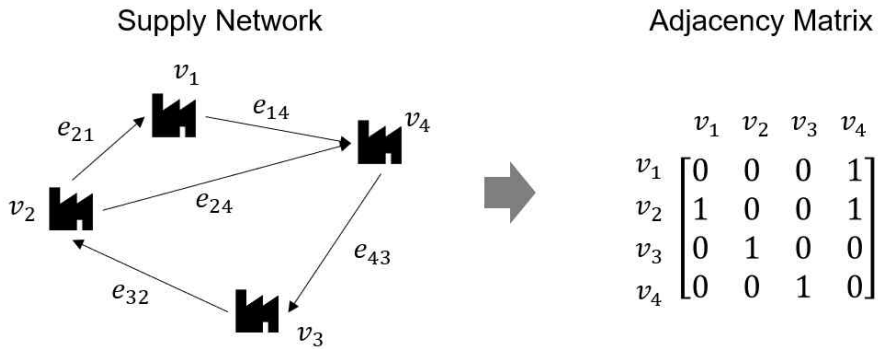 Supply Network
v₁
e₂₁
e₁₄
v₄
v₂
e₂₄
e₄₃
e₃₂
v₃
Adjacency Matrix
v₁ v₂ v₃ v₄
v₁ 0 0 0 1
v₂ 1 0 0 1
v₃ 0 1 0 0
v₄ 0 0 1 0